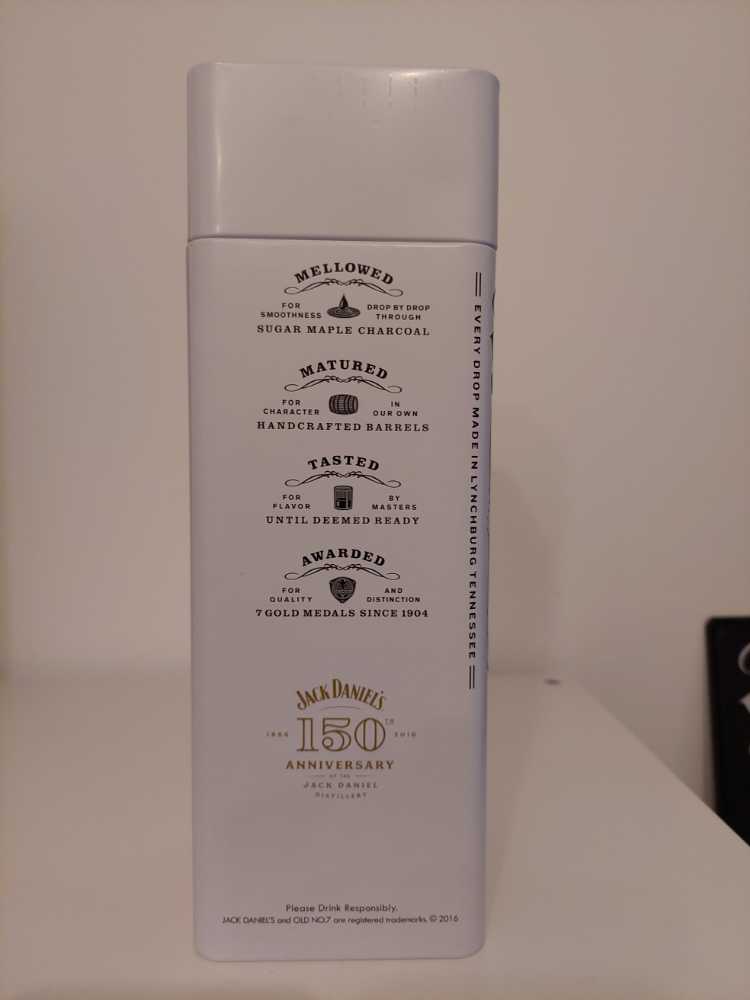 MELLOWED
FOR SMOOTHNESS
DROP BY DROP THROUGH
SUGAR MAPLE CHARCOAL
MATURED
FOR CHARACTER
IN OUR OWN
HANDCRAFTED BARRELS
TASTED
FOR FLAVOR
BY MASTERS
UNTIL DEEMED READY
AWARDED
FOR QUALITY
AND DISTINCTION
7 GOLD MEDALS SINCE 1904
JACK DANIEL'S
1866 150TH 2016
ANNIVERSARY
OF THE
JACK DANIEL
DISTILLERY
Please Drink Responsibly.
JACK DANIEL'S and OLD NO.7 are registered trademarks. © 2016
EVERY DROP MADE IN LYNCHBURG TENNESSEE